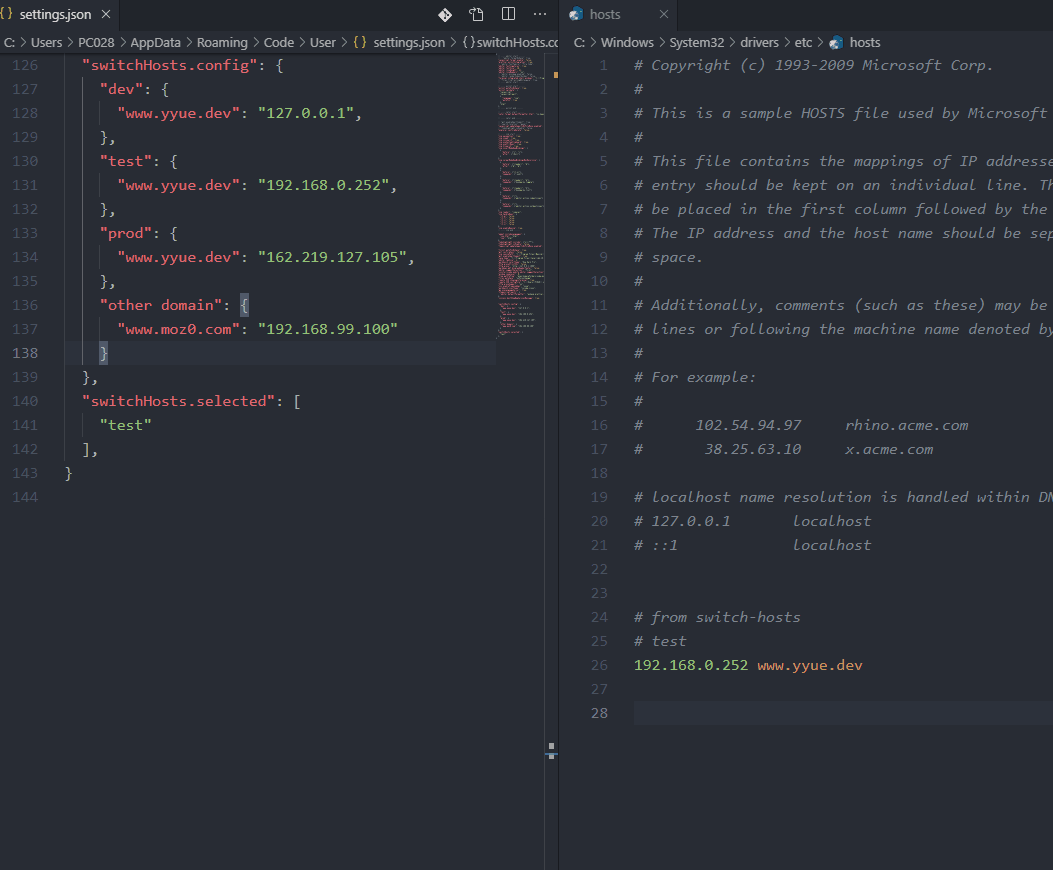 settings.json
C: > Users > PC028 > AppData > Roaming > Code > User > {} settings.json > {}switchHosts.co
126 "switchHosts.config": {
127 "dev": {
128 "www.yyue.dev": "127.0.0.1",
129 },
130 "test": {
131 "www.yyue.dev": "192.168.0.252",
132 },
133 "prod": {
134 "www.yyue.dev": "162.219.127.105",
135 },
136 "other domain": {
137 "www.moz0.com": "192.168.99.100"
138 }
139 },
140 "switchHosts.selected": [
141 "test"
142 ],
143 }
144
hosts
C: > Windows > System32 > drivers > etc > hosts
1 # Copyright (c) 1993-2009 Microsoft Corp.
2 #
3 # This is a sample HOSTS file used by Microsoft
4 #
5 # This file contains the mappings of IP addresse
6 # entry should be kept on an individual line. Th
7 # be placed in the first column followed by the
8 # The IP address and the host name should be sep
9 # space.
10 #
11 # Additionally, comments (such as these) may be
12 # lines or following the machine name denoted by
13 #
14 # For example:
15 #
16 # 102.54.94.97 rhino.acme.com
17 # 38.25.63.10 x.acme.com
18
19 # localhost name resolution is handled within DN
20 # 127.0.0.1 localhost
21 # ::1 localhost
22
23
24 # from switch-hosts
25 # test
26 192.168.0.252 www.yyue.dev
27
28